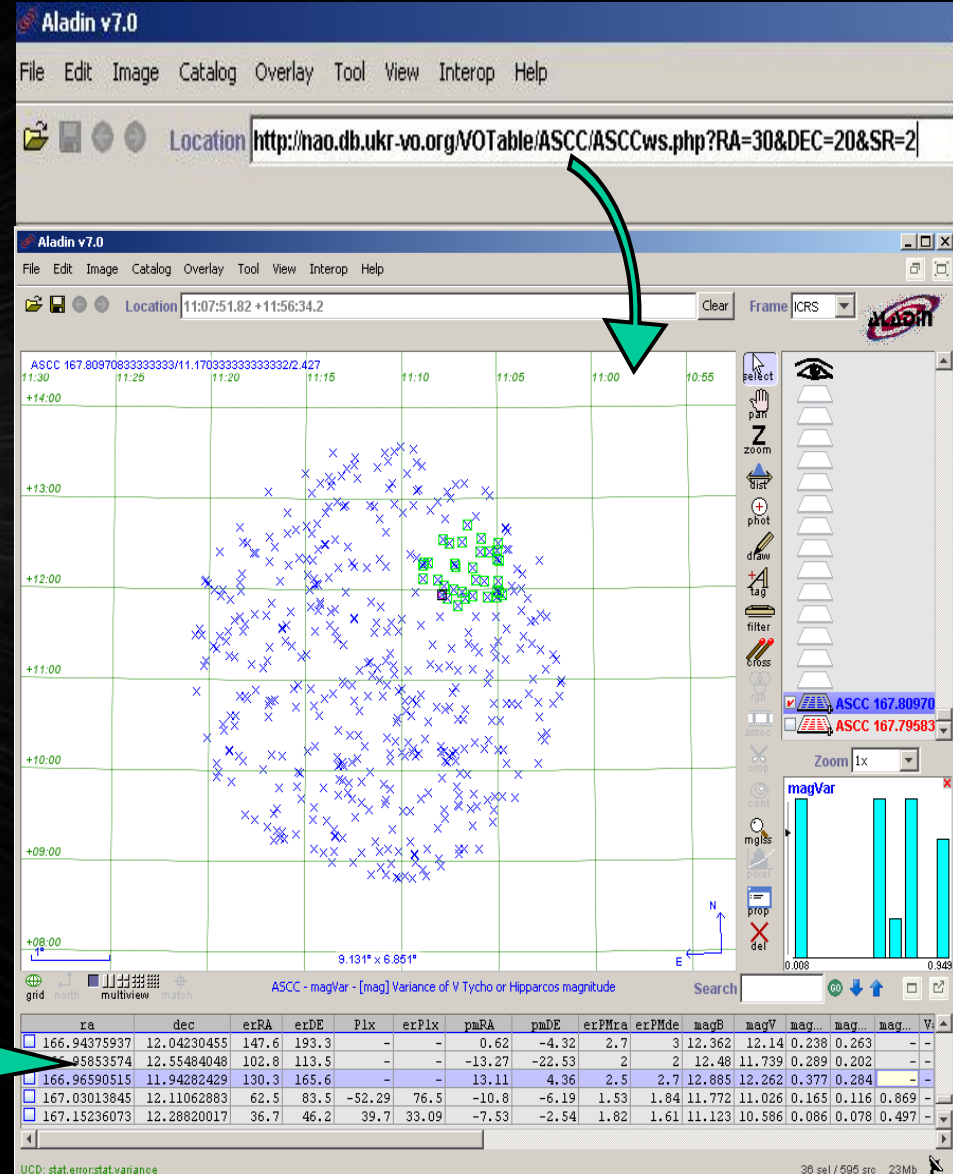 Aladin v7.0
File Edit Image Catalog Overlay Tool View Interop Help
Location http://nao.db.ukr-vo.org/VOTable/ASCC/ASCCws.php?RA=30&DEC=20&SR=2
Aladin v7.0
File Edit Image Catalog Overlay Tool View Interop Help
Location 11:07:51.82 +11:56:34.2 Clear Frame ICRS ALADIN
ASCC 167.80970833333333/11.170333333333332/2.427
11:30 11:25 11:20 11:15 11:10 11:05 11:00 10:55
+14:00
+13:00
+12:00
+11:00
+10:00
+09:00
+08:00
1°
9.131° x 6.851°
N
E
select
pan
Z
zoom
dist
phot
draw
tag
filter
cross
rgb
assoc
crop
cont
mglss
pixel
prop
del
ASCC 167.80970
ASCC 167.79583
Zoom 1x
magVar
0.008 0.949
grid north multiview match
ASCC - magVar - [mag] Variance of V Tycho or Hipparcos magnitude
Search GO
ra dec erRA erDE Plx erPlx pmRA pmDE erPMra erPMde magB magV mag... mag... mag...
166.94375937 12.04230455 147.6 193.3 - - 0.62 -4.32 2.7 3 12.362 12.14 0.238 0.263 - -
12.55484048 102.8 113.5 - - -13.27 -22.53 2 2 12.48 11.739 0.289 0.202 - -
166.96590515 11.94282429 130.3 165.6 - - 13.11 4.36 2.5 2.7 12.885 12.262 0.377 0.284 - -
167.03013845 12.11062883 62.5 83.5 -52.29 76.5 -10.8 -6.19 1.53 1.84 11.772 11.026 0.165 0.116 0.869 -
167.15236073 12.28820017 36.7 46.2 39.7 33.09 -7.53 -2.54 1.82 1.61 11.123 10.586 0.086 0.078 0.497 -
UCD: stat.error;stat.variance
36 sel / 595 src 23Mb